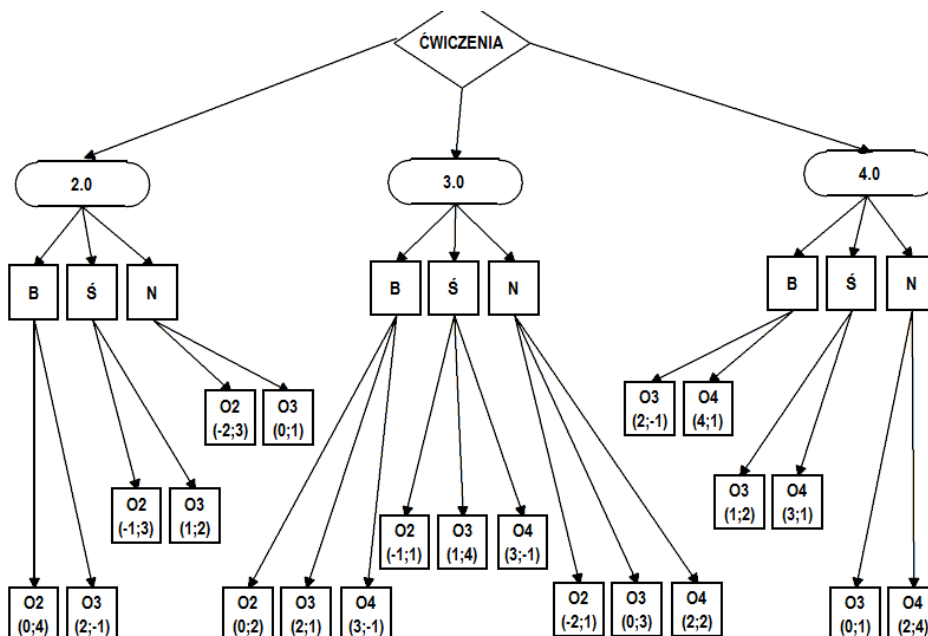 ĆWICZENIA
2.0
3.0
4.0
B Ś N
B Ś N
B Ś N
O2
(-2;3)
O3
(0;1)
O3
(2;-1)
O4
(4;1)
O2
(-1;3)
O3
(1;2)
O2
(-1;1)
O3
(1;4)
O4
(3;-1)
O3
(1;2)
O4
(3;1)
O2
(0;4)
O3
(2;-1)
O2
(0;2)
O3
(2;1)
O4
(3;-1)
O2
(-2;1)
O3
(0;3)
O4
(2;2)
O3
(0;1)
O4
(2;4)